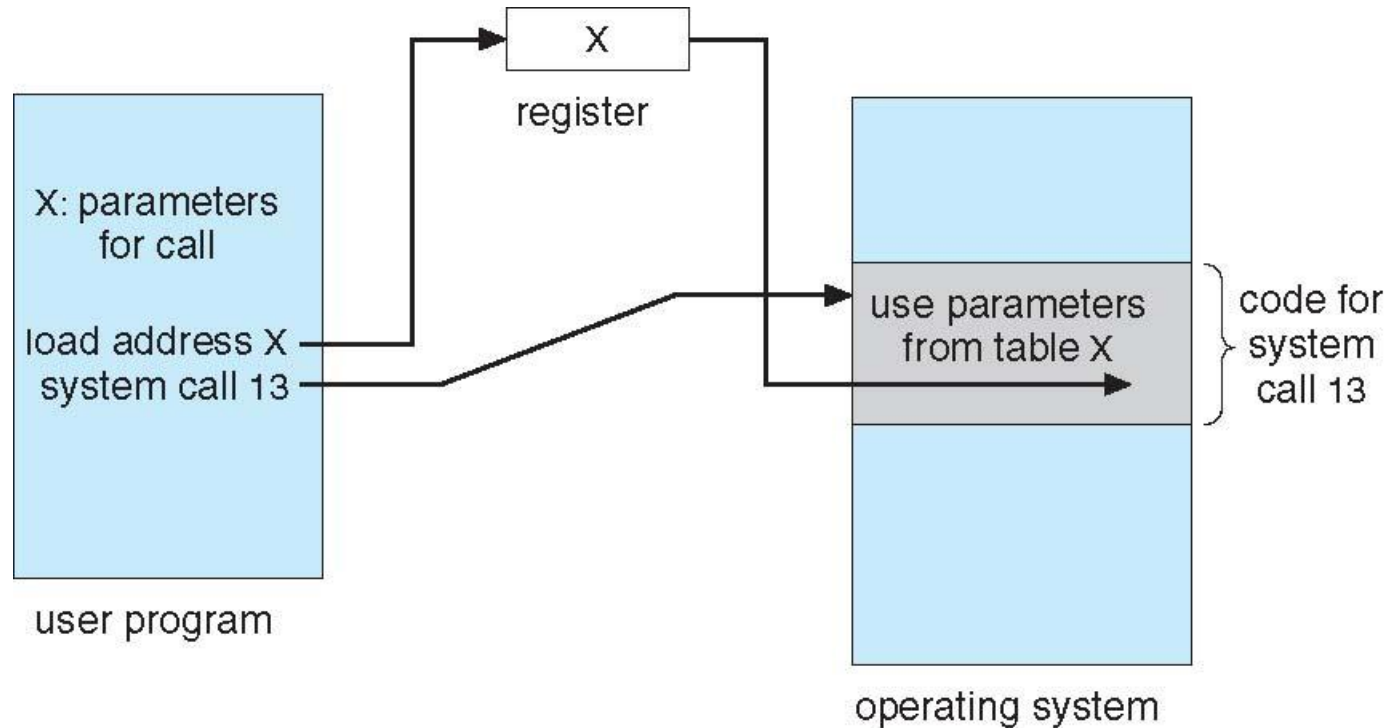 X
register
X: parameters
for call
load address X
system call 13
user program
use parameters
from table X
code for
system
call 13
operating system